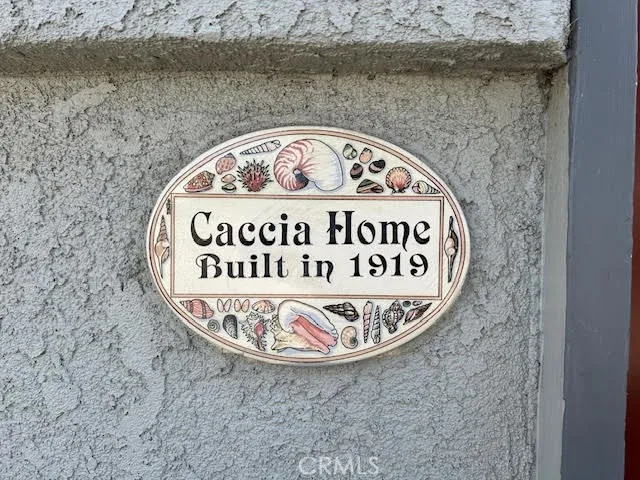 Caccia Home
Built in 1919
CRMLS